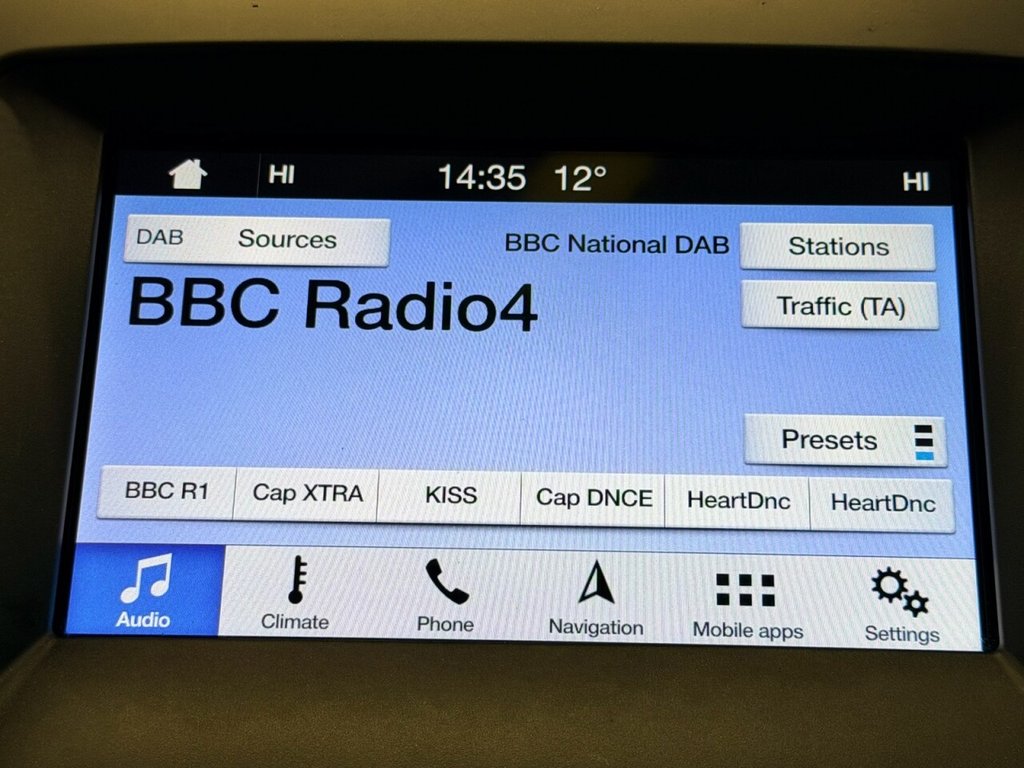 HI 14:35 12° HI
DAB Sources BBC National DAB Stations
BBC Radio4
Traffic (TA)
Presets
BBC R1 Cap XTRA KISS Cap DNCE HeartDnc HeartDnc
Audio Climate Phone Navigation Mobile apps Settings